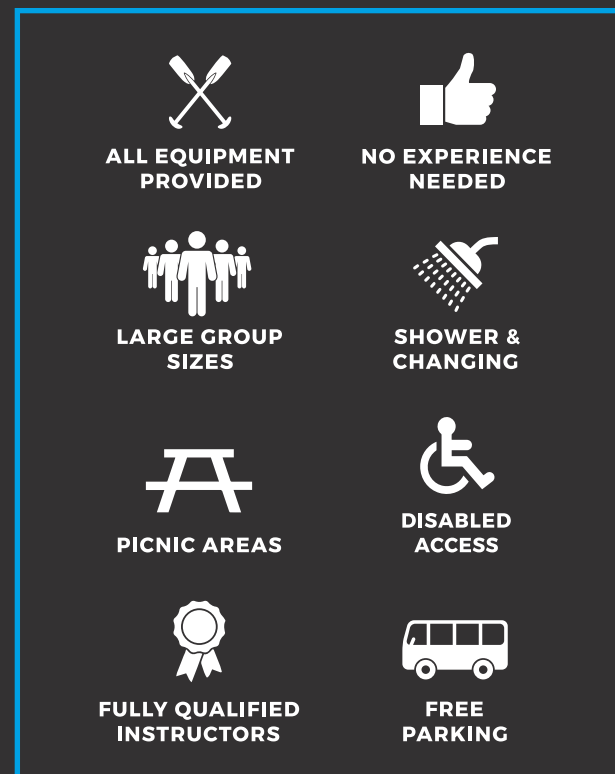 ALL EQUIPMENT
PROVIDED
NO EXPERIENCE
NEEDED
LARGE GROUP
SIZES
SHOWER &
CHANGING
PICNIC AREAS
DISABLED
ACCESS
FULLY QUALIFIED
INSTRUCTORS
FREE
PARKING